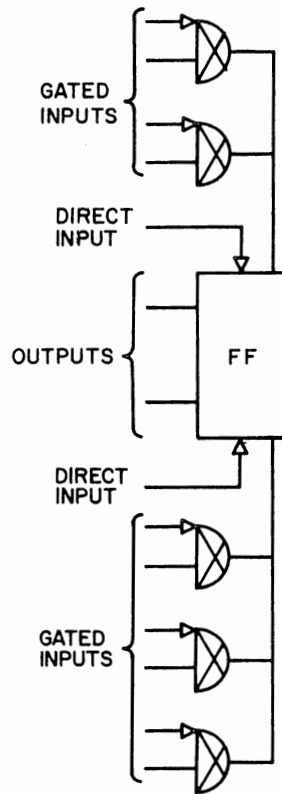 GATED
INPUTS
DIRECT
INPUT
OUTPUTS
FF
DIRECT
INPUT
GATED
INPUTS